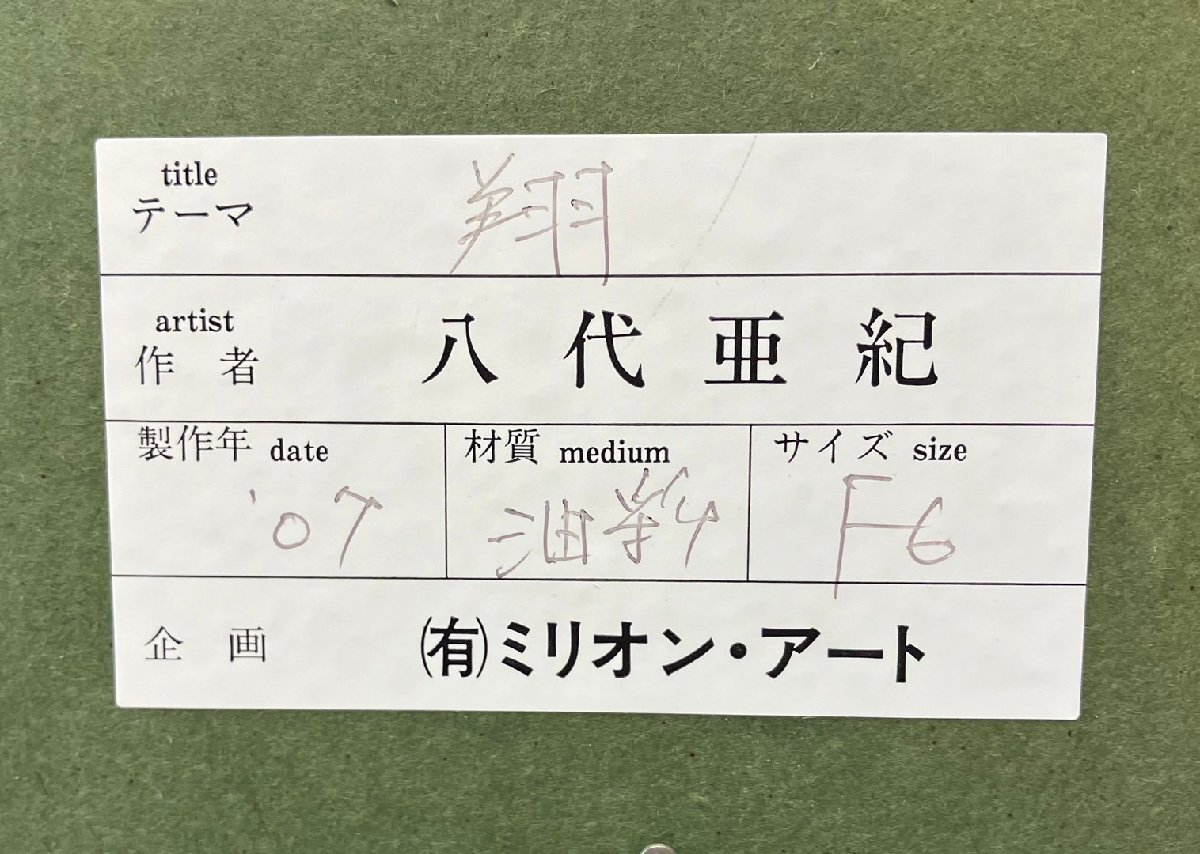 title
テーマ 翔
artist
作者 八代亜紀
製作年 date 材質 medium サイズ size
'07 油彩 F6
企画 ㈲ミリオン・アート